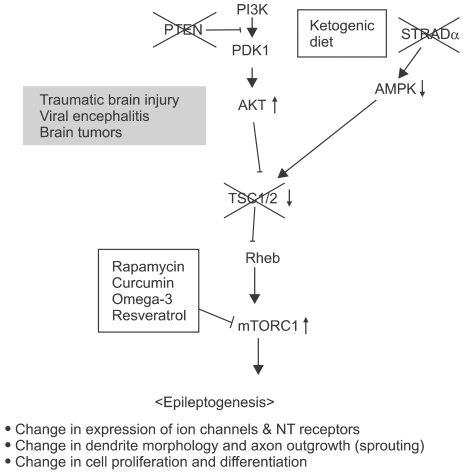 PI3K
PTEN
PDK1
Ketogenic
diet
STRADα
Traumatic brain injury
Viral encephalitis
Brain tumors
AKT
AMPK
TSC1/2
Rheb
Rapamycin
Curcumin
Omega-3
Resveratrol
mTORC1
<Epileptogenesis>
• Change in expression of ion channels & NT receptors
• Change in dendrite morphology and axon outgrowth (sprouting)
• Change in cell proliferation and differentiation